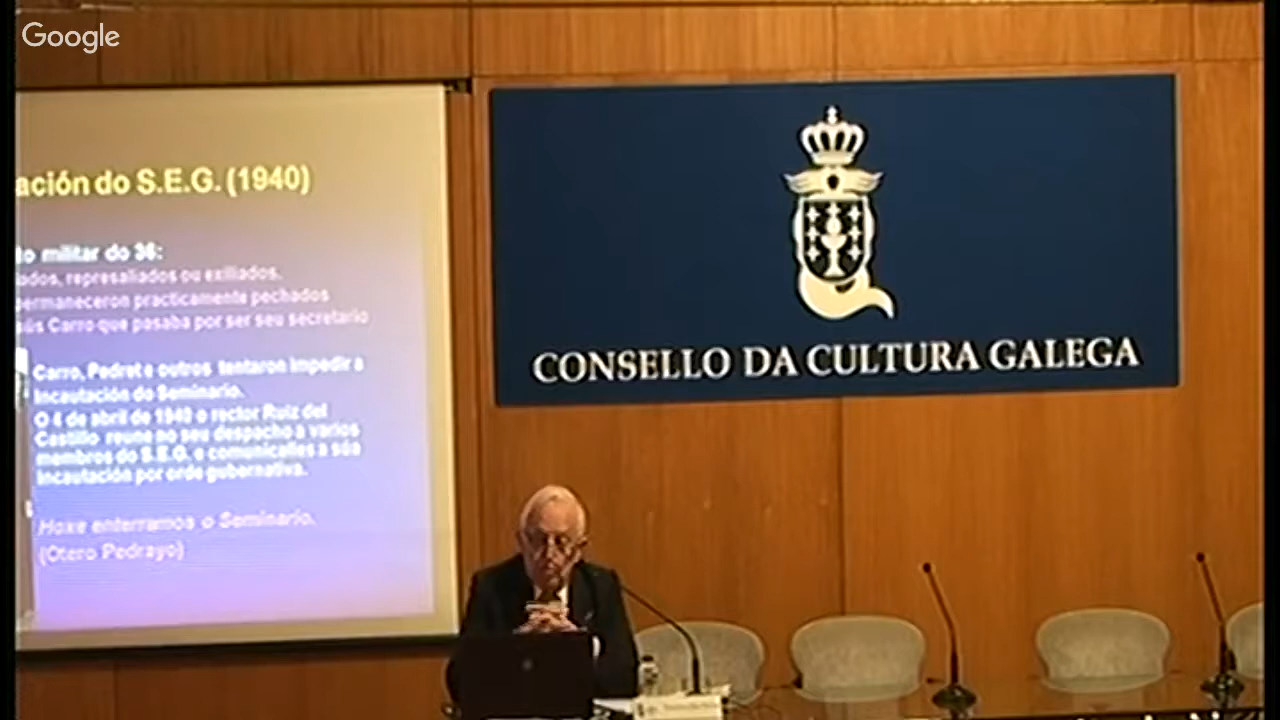 Google
ación do S.E.G. (1940)
to militar do 36:
ados, represaliados ou exiliados.
permaneceron practicamente pechados
sús Carro que pasaba por ser seu secretario
Carro, Pedret e outros tentaron impedir a
incautación do Seminario.
O 4 de abril de 1940 o rector Ruiz del
Castillo reune no seu despacho a varios
membros do S.E.G. e comunicalles a súa
incautación por orde gubernativa.
Hoxe enterramos o Seminario.
(Otero Pedrayo)
CONSELLO DA CULTURA GALEGA